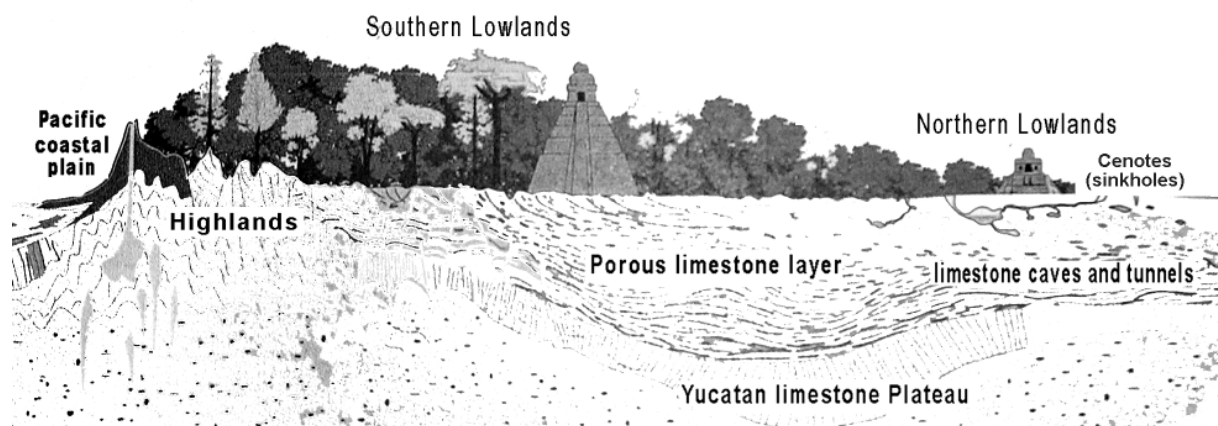 Southern Lowlands
Pacific
coastal
plain
Northern Lowlands
Cenotes
(sinkholes)
Highlands
Porous limestone layer
limestone caves and tunnels
Yucatan limestone Plateau